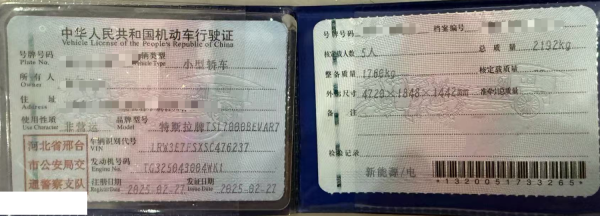 中华人民共和国机动车行驶证
Vehicle License of the People's Republic of China
号牌号码
Plate No.
车辆类型
Vehicle Type
小型轿车
所有人
Owner
住址
Address
使用性质
Use Character
非营运
品牌型号
Model
特斯拉牌TSL7000BEVAR7
河北省邢台
市公安局交
通警察支队
车辆识别代号
VIN
LRW3E7FSXSC476237
发动机号码
TG325043004WK1
注册日期
Register Date
2025-02-27
发证日期
Issue Date
2025-02-27
号牌号码
档案编号
核定载人数
5人
总质量
2192kg
整备质量
1760kg
核定载质量
外廓尺寸
4720×1848×1442mm
准牵引总质量
备注
检验记录
新能源/电
*1320051733265*